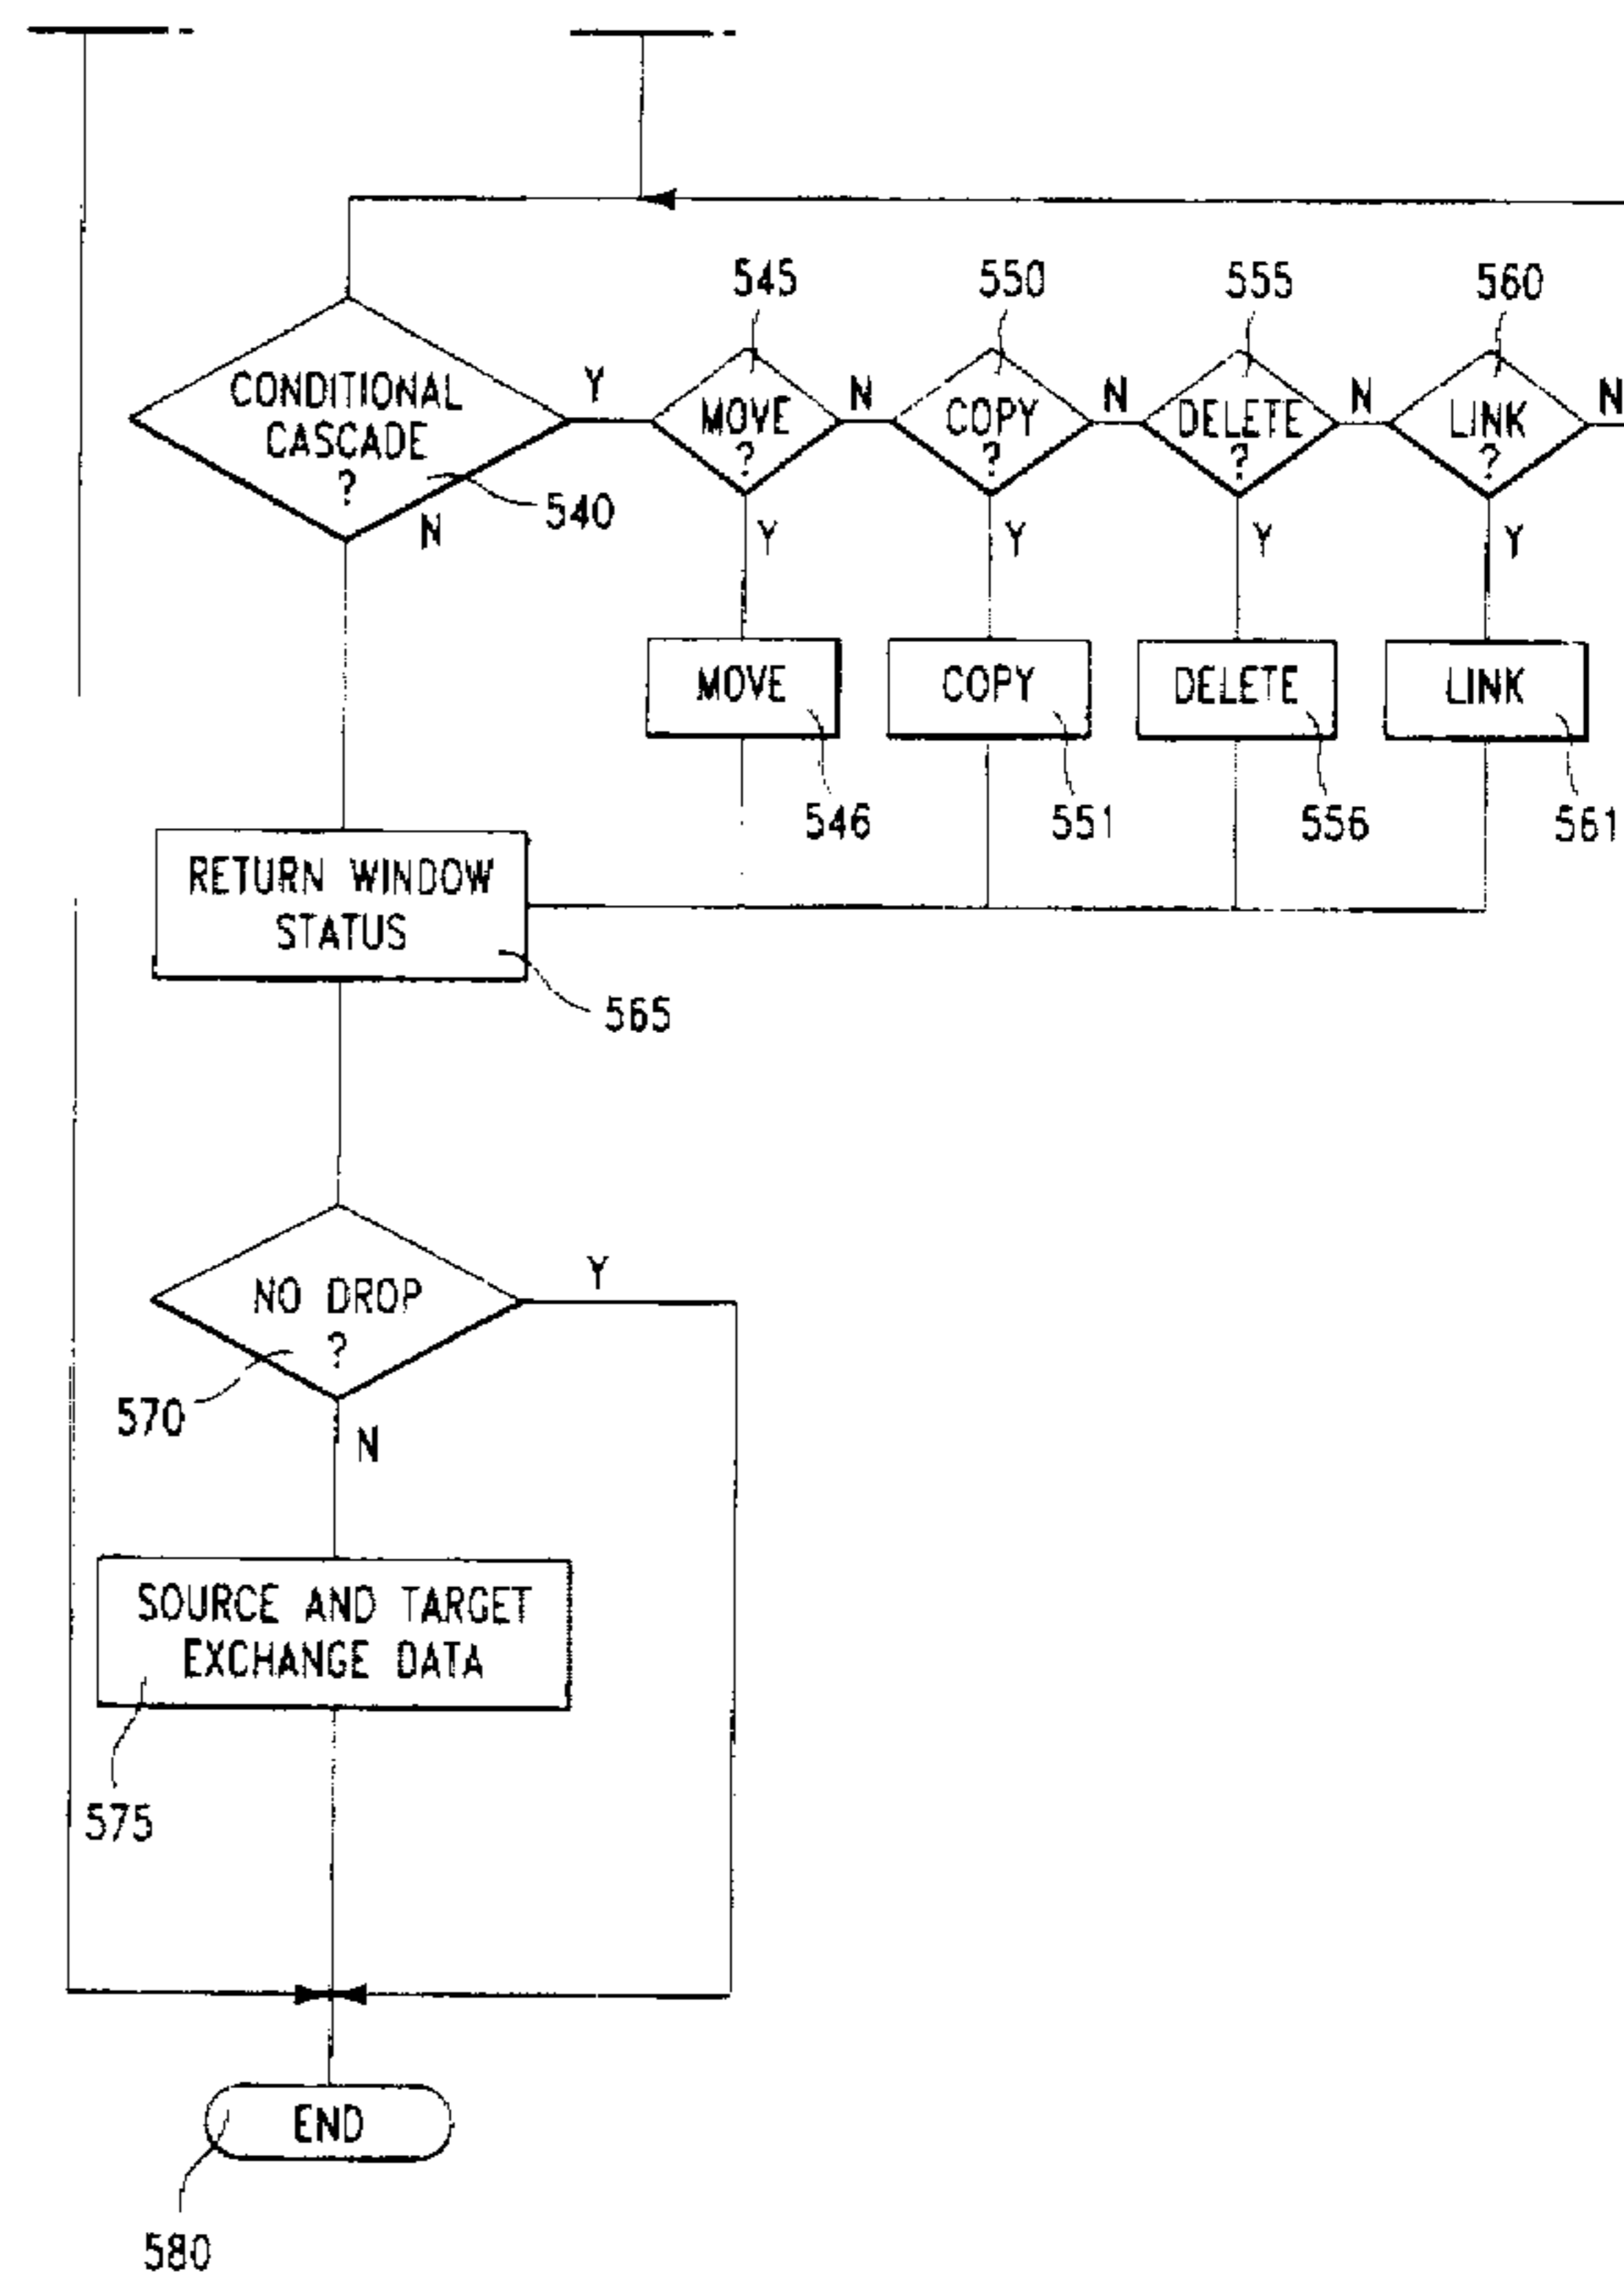 545
550
555
560
CONDITIONAL
CASCADE
?
Y
MOVE
?
N
COPY
?
N
DELETE
?
N
LINK
?
N
540
N
Y
Y
Y
Y
MOVE
COPY
DELETE
LINK
546
551
556
561
RETURN WINDOW
STATUS
565
NO DROP
?
Y
570
N
SOURCE AND TARGET
EXCHANGE DATA
575
END
580